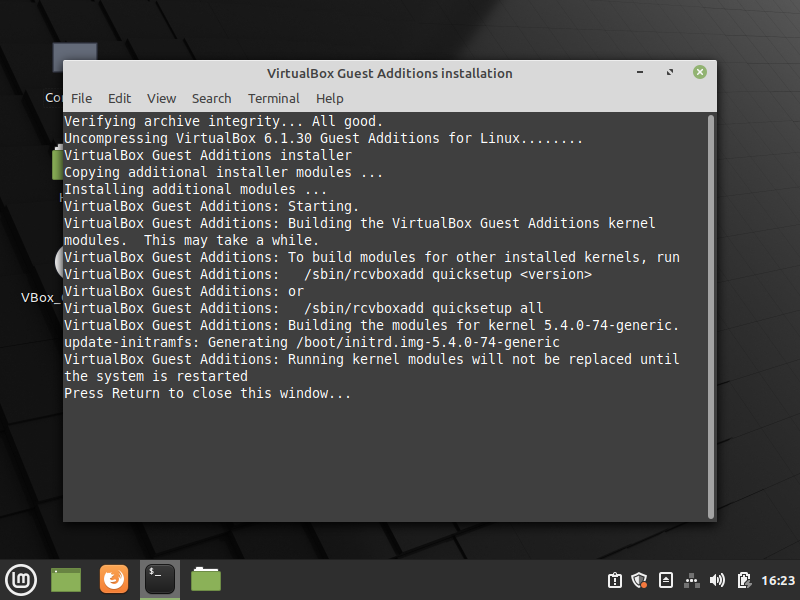 VirtualBox Guest Additions installation
File Edit View Search Terminal Help
Verifying archive integrity... All good.
Uncompressing VirtualBox 6.1.30 Guest Additions for Linux........
VirtualBox Guest Additions installer
Copying additional installer modules ...
Installing additional modules ...
VirtualBox Guest Additions: Starting.
VirtualBox Guest Additions: Building the VirtualBox Guest Additions kernel
modules.  This may take a while.
VirtualBox Guest Additions: To build modules for other installed kernels, run
VirtualBox Guest Additions:   /sbin/rcvboxadd quicksetup <version>
VirtualBox Guest Additions: or
VirtualBox Guest Additions:   /sbin/rcvboxadd quicksetup all
VirtualBox Guest Additions: Building the modules for kernel 5.4.0-74-generic.
update-initramfs: Generating /boot/initrd.img-5.4.0-74-generic
VirtualBox Guest Additions: Running kernel modules will not be replaced until
the system is restarted
Press Return to close this window...
VBox_
$_
16:23